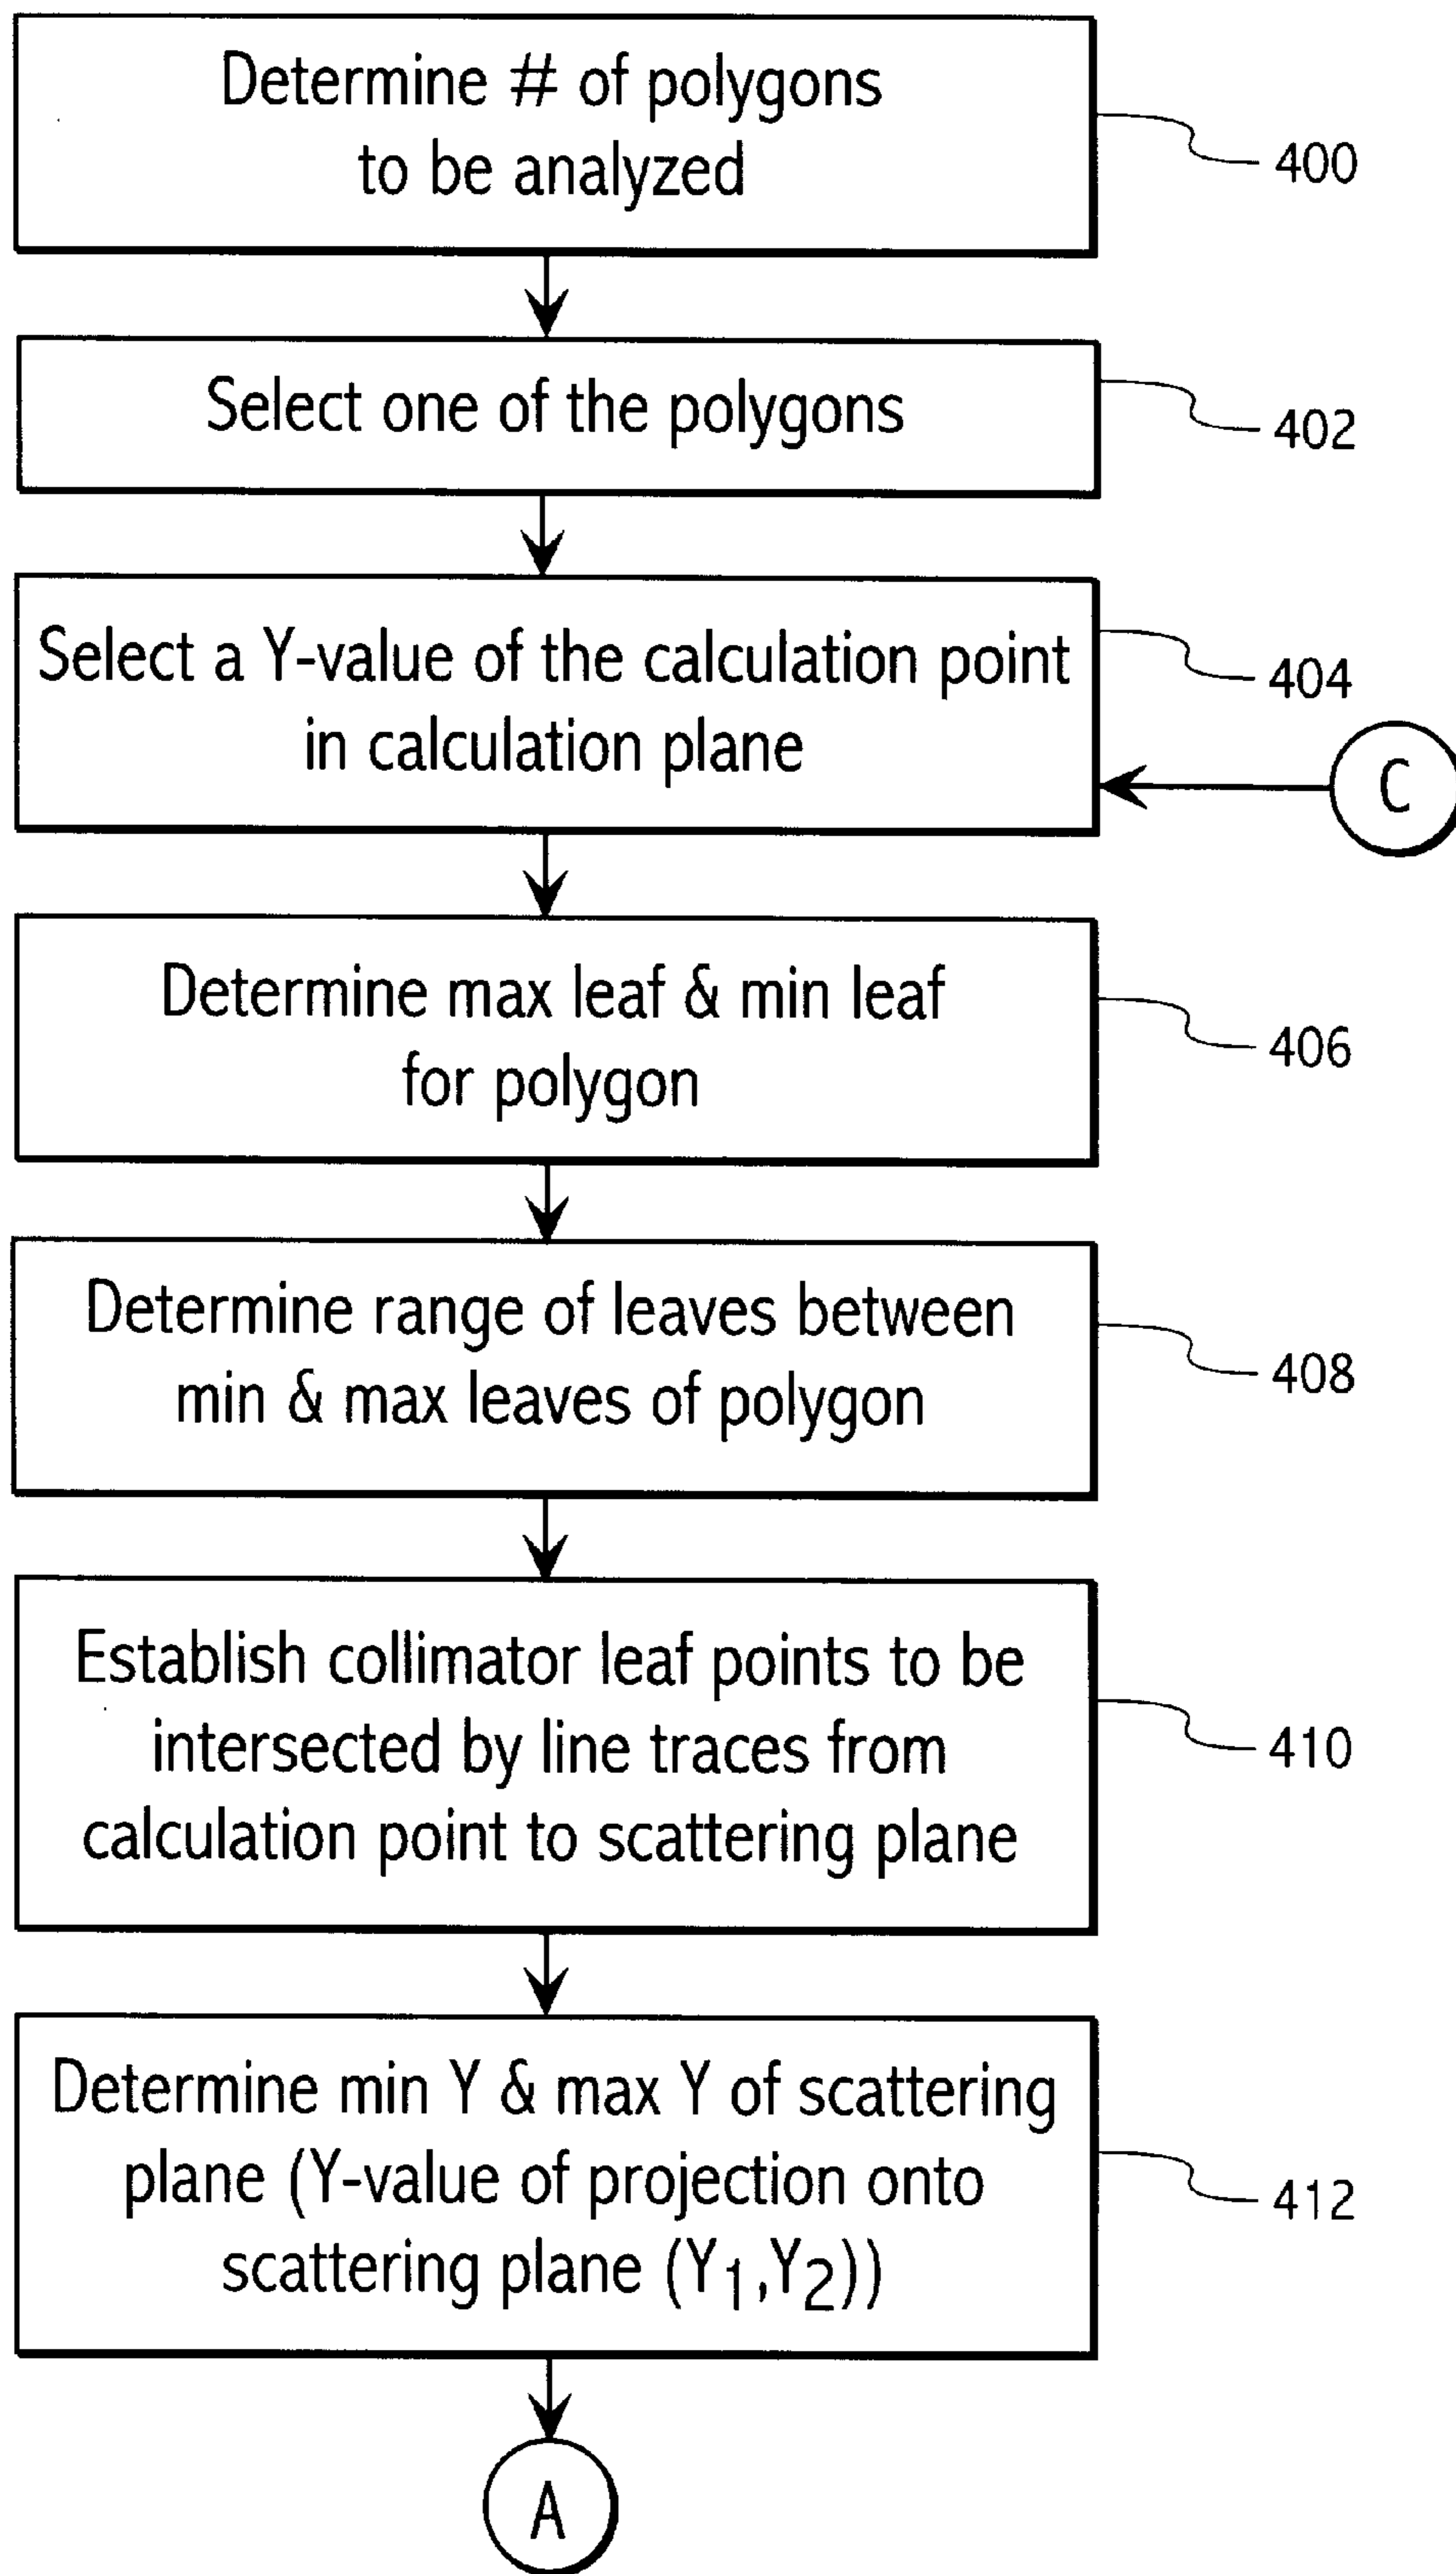 Determine # of polygons
to be analyzed
400
Select one of the polygons
402
Select a Y-value of the calculation point
in calculation plane
404
C
Determine max leaf & min leaf
for polygon
406
Determine range of leaves between
min & max leaves of polygon
408
Establish collimator leaf points to be
intersected by line traces from
calculation point to scattering plane
410
Determine min Y & max Y of scattering
plane (Y-value of projection onto
scattering plane (Y1,Y2))
412
A